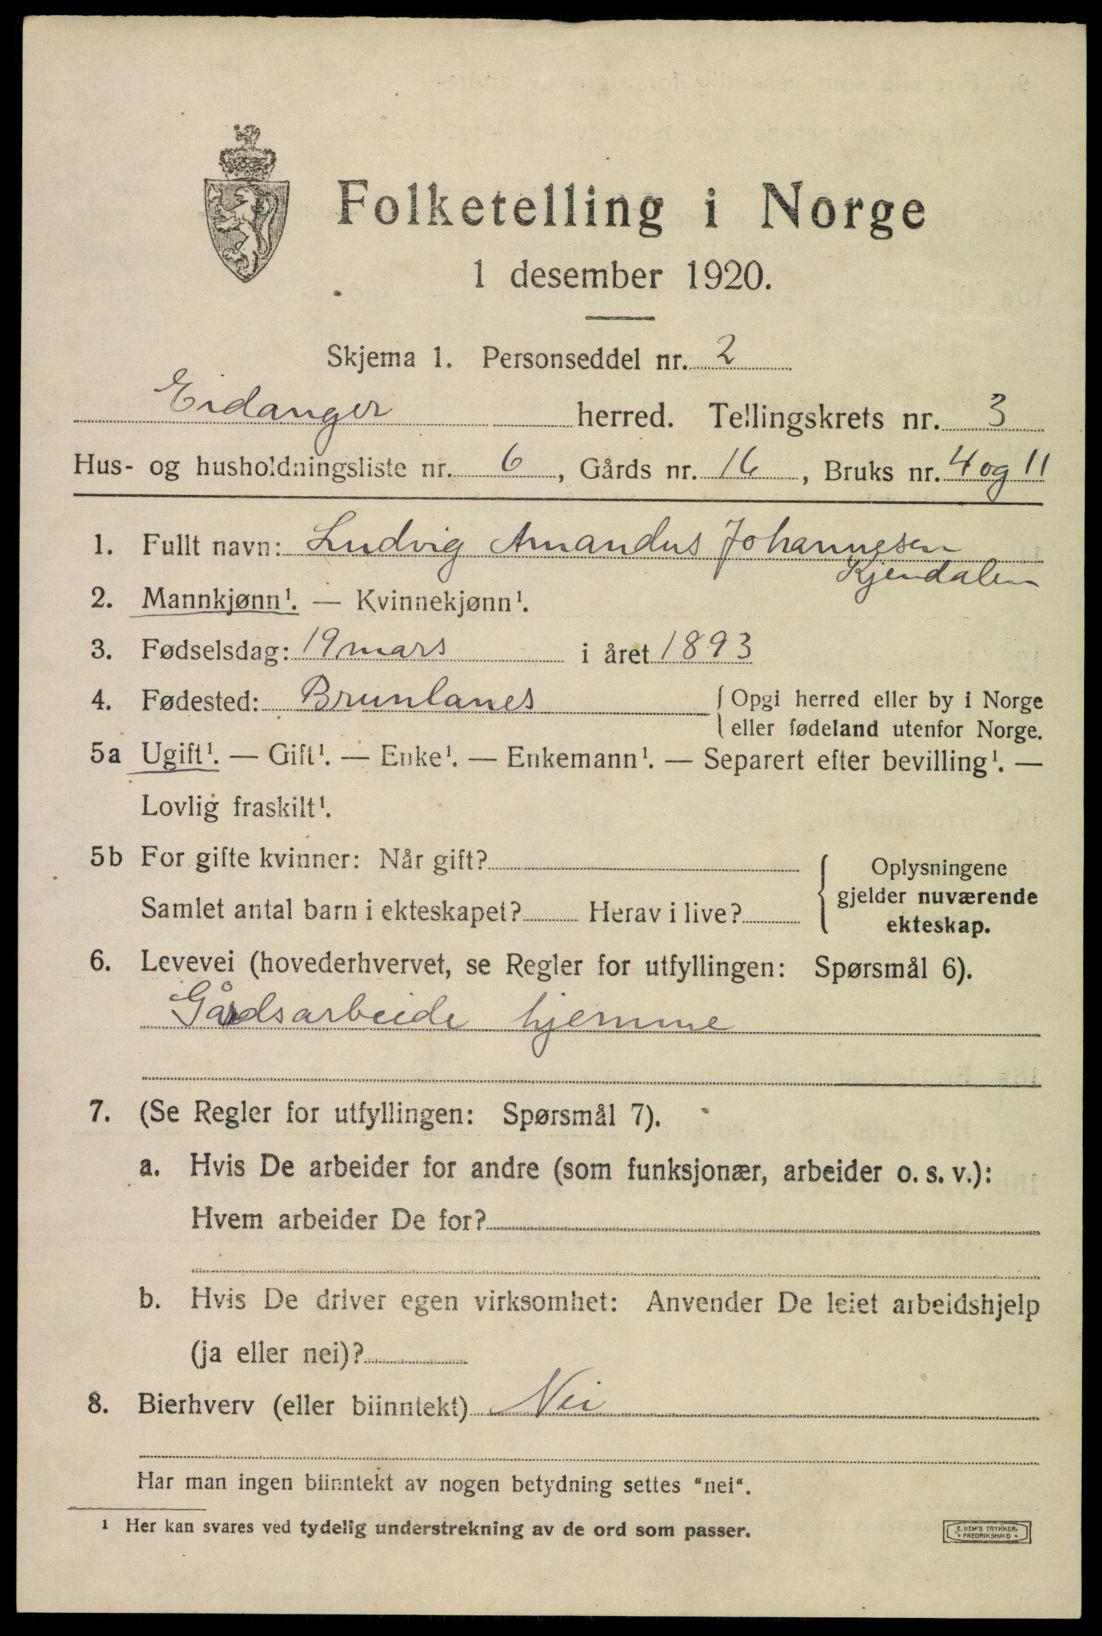 Folketelling i Norge
1 desember 1920.
Skjema 1. Personseddel nr. 2
Eidanger herred. Tellingskrets nr. 3
Hus- og husholdningsliste nr. 6, Gårds nr. 16, Bruks nr. 4 og 11
1. Fullt navn: Ludvig Amandus Johannesen
Kjendalen
2. Mannkjønn¹. — Kvinnekjønn¹.
3. Fødselsdag: 19 mars i året 1893
4. Fødested: Brunlanes { Opgi herred eller by i Norge
eller fødeland utenfor Norge.
5a Ugift¹. — Gift¹. — Enke¹. — Enkemann¹. — Separert efter bevilling¹. —
Lovlig fraskilt¹.
5b For gifte kvinner: Når gift?
Samlet antal barn i ekteskapet? Herav i live?
Oplysningene
gjelder nuværende
ekteskap.
6. Levevei (hovederhvervet, se Regler for utfyllingen: Spørsmål 6).
Gårdsarbeide hjemme
7. (Se Regler for utfyllingen: Spørsmål 7).
a. Hvis De arbeider for andre (som funksjonær, arbeider o. s. v.):
Hvem arbeider De for?
b. Hvis De driver egen virksomhet: Anvender De leiet arbeidshjelp
(ja eller nei)?
8. Bierhverv (eller biinntekt) Nei
Har man ingen biinntekt av nogen betydning settes "nei".
¹ Her kan svares ved tydelig understrekning av de ord som passer.
E. SEM'S TRYKKERI
FREDRIKSHALD